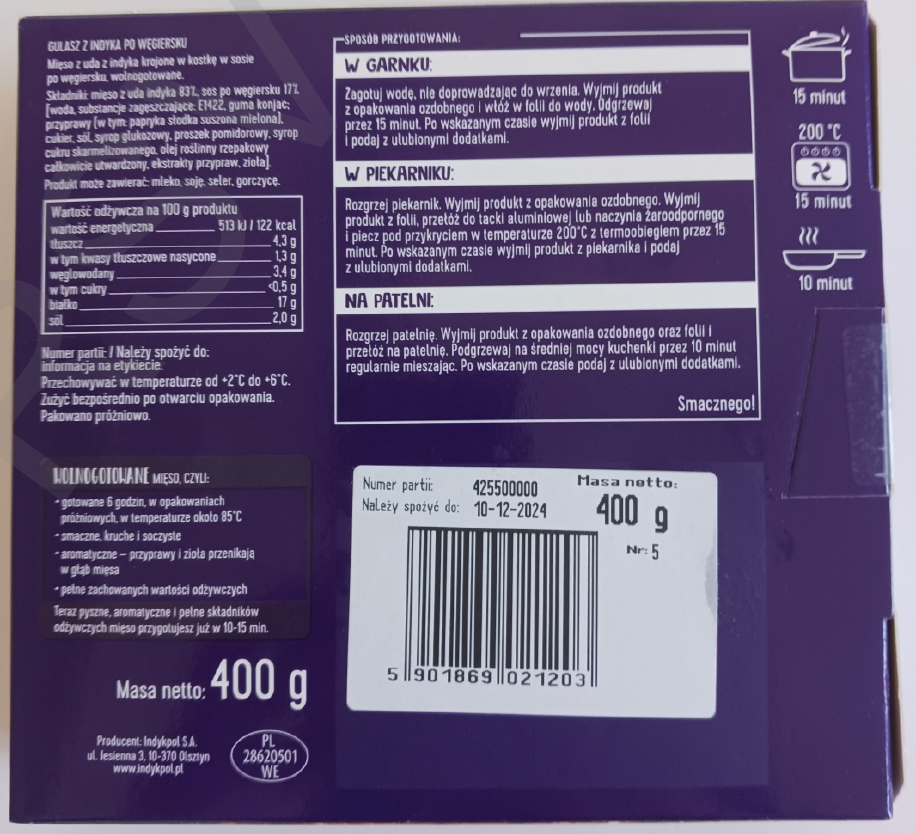 GULASZ Z INDYKA PO WĘGIERSKU
Mięso z uda z indyka krojone w kostkę w sosie
po węgiersku, wolnogotowane.
Składniki: mięso z uda indyka 83%, sos po węgiersku 17%
[woda, substancje zagęszczające: E1422, guma konjac;
przyprawy (w tym: papryka słodka suszona mielona),
cukier, sól, syrop glukozowy, proszek pomidorowy, syrop
cukru skarmelizowanego, olej roślinny rzepakowy
całkowicie utwardzony, ekstrakty przypraw, zioła].
Produkt może zawierać: mleko, soję, seler, gorczycę.
Wartość odżywcza na 100 g produktu
wartość energetyczna 513 kJ / 122 kcal
tłuszcz 4,3 g
w tym kwasy tłuszczowe nasycone 1,3 g
węglowodany 3,4 g
w tym cukry <0,5 g
białko 17 g
sól 2,0 g
Numer partii: / Należy spożyć do:
informacja na etykiecie.
Przechowywać w temperaturze od +2°C do +6°C.
Zużyć bezpośrednio po otwarciu opakowania.
Pakowano próżniowo.
WOLNOGOTOWANE MIĘSO, CZYLI:
- gotowane 6 godzin, w opakowaniach
próżniowych, w temperaturze około 85°C
- smaczne, kruche i soczyste
- aromatyczne – przyprawy i zioła przenikają
w głąb mięsa
- pełne zachowanych wartości odżywczych
Teraz pyszne, aromatyczne i pełne składników
odżywczych mięso przygotujesz już w 10-15 min.
Masa netto: 400 g
Producent: Indykpol S.A.
ul. Jesienna 3, 10-370 Olsztyn
www.indykpol.pl
PL
28620501
WE
SPOSÓB PRZYGOTOWANIA:
W GARNKU:
Zagotuj wodę, nie doprowadzając do wrzenia. Wyjmij produkt
z opakowania ozdobnego i włóż w folii do wody. Odgrzewaj
przez 15 minut. Po wskazanym czasie wyjmij produkt z folii
i podaj z ulubionymi dodatkami.
W PIEKARNIKU:
Rozgrzej piekarnik. Wyjmij produkt z opakowania ozdobnego. Wyjmij
produkt z folii, przełóż do tacki aluminiowej lub naczynia żaroodpornego
i piecz pod przykryciem w temperaturze 200°C z termoobiegiem przez 15
minut. Po wskazanym czasie wyjmij produkt z piekarnika i podaj
z ulubionymi dodatkami.
NA PATELNI:
Rozgrzej patelnię. Wyjmij produkt z opakowania ozdobnego oraz folii i
przełóż na patelnię. Podgrzewaj na średniej mocy kuchenki przez 10 minut
regularnie mieszając. Po wskazanym czasie podaj z ulubionymi dodatkami.
Smacznego!
15 minut
200 °C
15 minut
10 minut
Numer partii: 425500000
Należy spożyć do: 10-12-2024
Masa netto:
400 g
Nr: 5
5 901869 021203